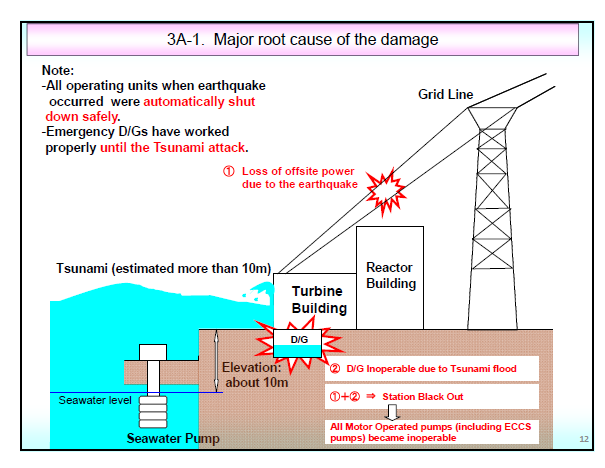 3A-1. Major root cause of the damage
Note:
-All operating units when earthquake
occurred were automatically shut
down safely.
-Emergency D/Gs have worked
properly until the Tsunami attack.
Grid Line
① Loss of offsite power
due to the earthquake
Tsunami (estimated more than 10m)
Reactor
Building
Turbine
Building
D/G
Elevation:
about 10m
② D/G Inoperable due to Tsunami flood
①+② ⇒ Station Black Out
Seawater level
All Motor Operated pumps (including ECCS
pumps) became inoperable
Seawater Pump
12